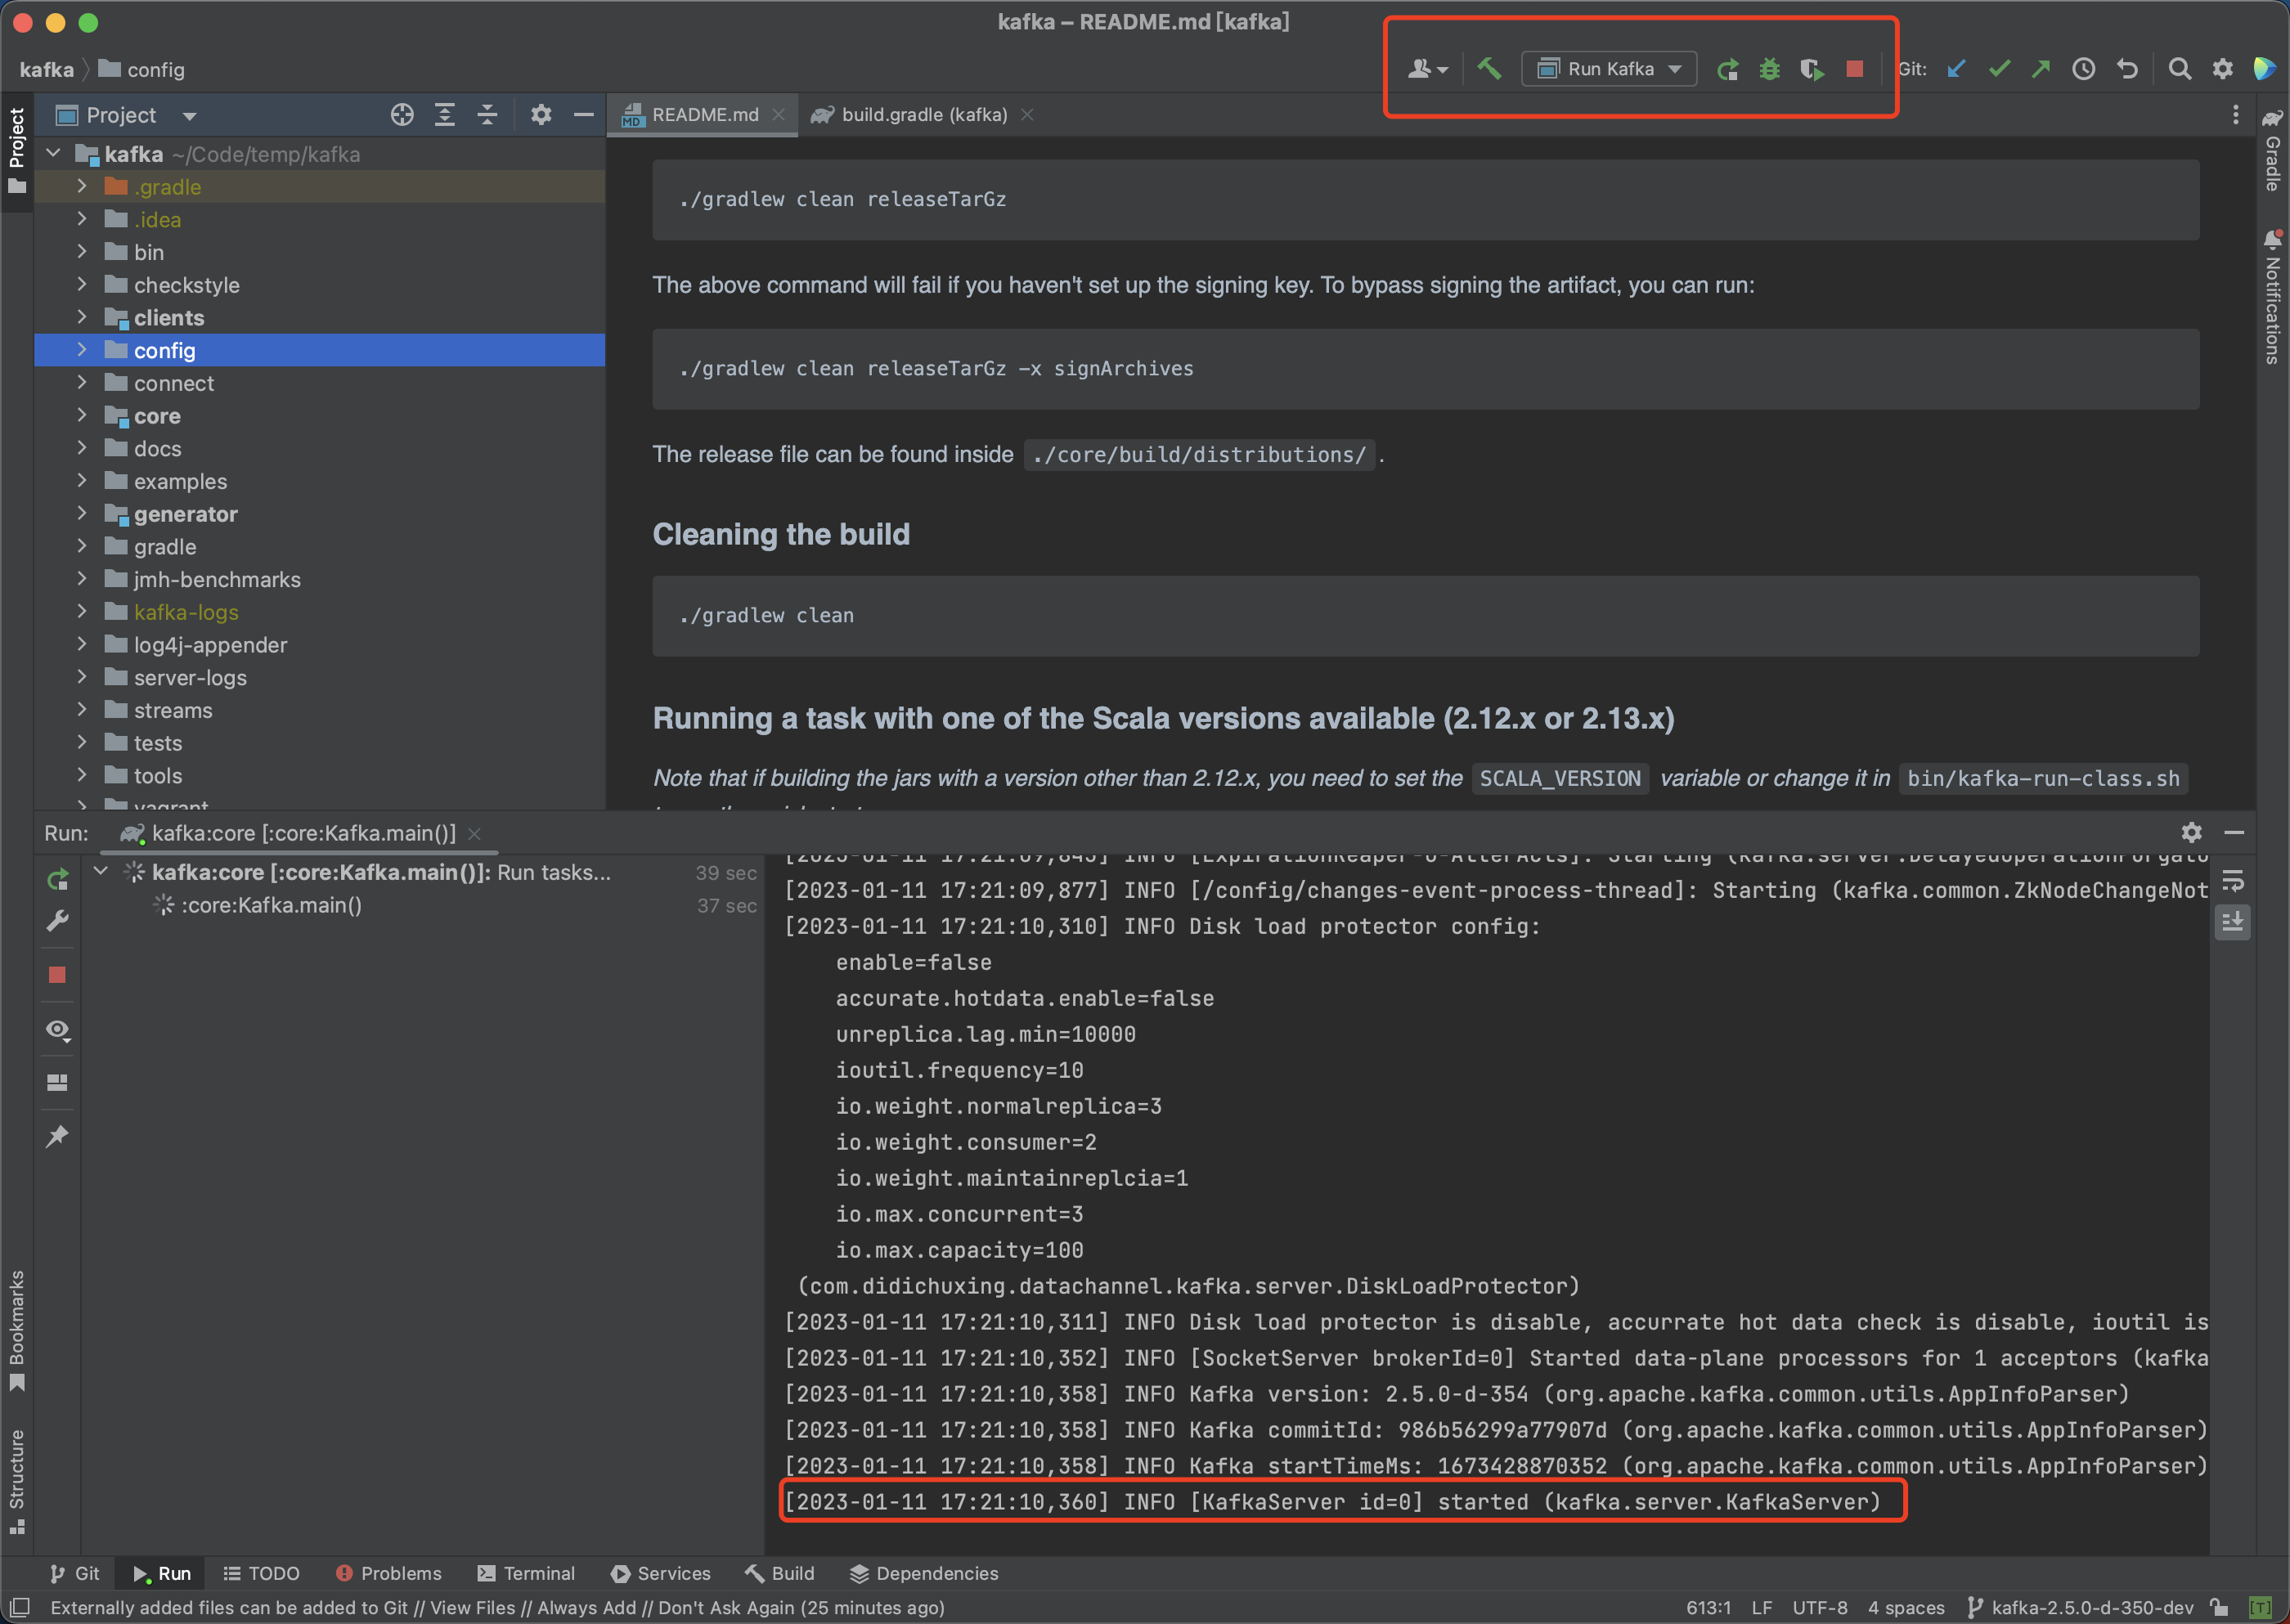 kafka – README.md [kafka]
kafka
config
Run Kafka
Git:
Project
README.md
build.gradle (kafka)
Project
kafka ~/Code/temp/kafka
.gradle
.idea
bin
checkstyle
clients
config
connect
core
docs
examples
generator
gradle
jmh-benchmarks
kafka-logs
log4j-appender
server-logs
streams
tests
tools
vagrant
./gradlew clean releaseTarGz
The above command will fail if you haven't set up the signing key. To bypass signing the artifact, you can run:
./gradlew clean releaseTarGz -x signArchives
The release file can be found inside ./core/build/distributions/ .
Cleaning the build
./gradlew clean
Running a task with one of the Scala versions available (2.12.x or 2.13.x)
Note that if building the jars with a version other than 2.12.x, you need to set the SCALA_VERSION variable or change it in bin/kafka-run-class.sh
Gradle
Notifications
Run:
kafka:core [:core:Kafka.main()]
kafka:core [:core:Kafka.main()]: Run tasks... 39 sec
:core:Kafka.main() 37 sec
[2023-01-11 17:21:09,877] INFO [/config/changes-event-process-thread]: Starting (kafka.common.ZkNodeChangeNot
[2023-01-11 17:21:10,310] INFO Disk load protector config:
enable=false
accurate.hotdata.enable=false
unreplica.lag.min=10000
ioutil.frequency=10
io.weight.normalreplica=3
io.weight.consumer=2
io.weight.maintainreplcia=1
io.max.concurrent=3
io.max.capacity=100
(com.didichuxing.datachannel.kafka.server.DiskLoadProtector)
[2023-01-11 17:21:10,311] INFO Disk load protector is disable, accurrate hot data check is disable, ioutil is
[2023-01-11 17:21:10,352] INFO [SocketServer brokerId=0] Started data-plane processors for 1 acceptors (kafka
[2023-01-11 17:21:10,358] INFO Kafka version: 2.5.0-d-354 (org.apache.kafka.common.utils.AppInfoParser)
[2023-01-11 17:21:10,358] INFO Kafka commitId: 986b56299a77907d (org.apache.kafka.common.utils.AppInfoParser)
[2023-01-11 17:21:10,358] INFO Kafka startTimeMs: 1673428870352 (org.apache.kafka.common.utils.AppInfoParser)
[2023-01-11 17:21:10,360] INFO [KafkaServer id=0] started (kafka.server.KafkaServer)
Bookmarks
Structure
Git
Run
TODO
Problems
Terminal
Services
Build
Dependencies
Externally added files can be added to Git // View Files // Always Add // Don't Ask Again (25 minutes ago)
613:1 LF UTF-8 4 spaces kafka-2.5.0-d-350-dev
[T]